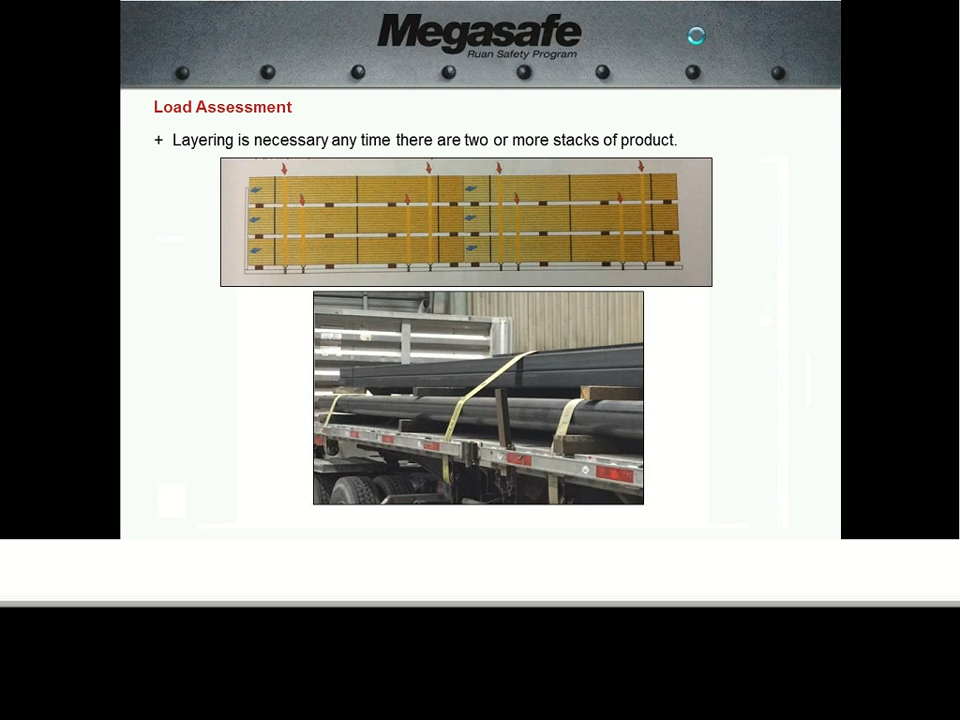 Megasafe
Ruan Safety Program
Load Assessment
+ Layering is necessary any time there are two or more stacks of product.